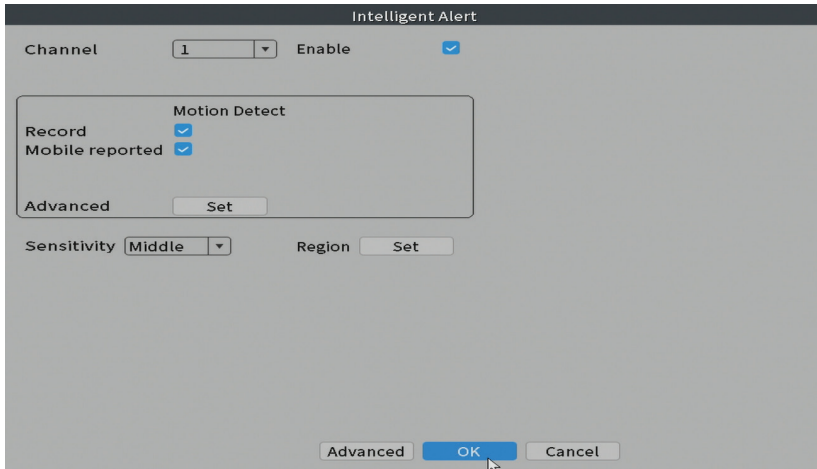 Intelligent Alert
Channel 1 Enable
Motion Detect
Record
Mobile reported
Advanced Set
Sensitivity Middle Region Set
Advanced OK Cancel